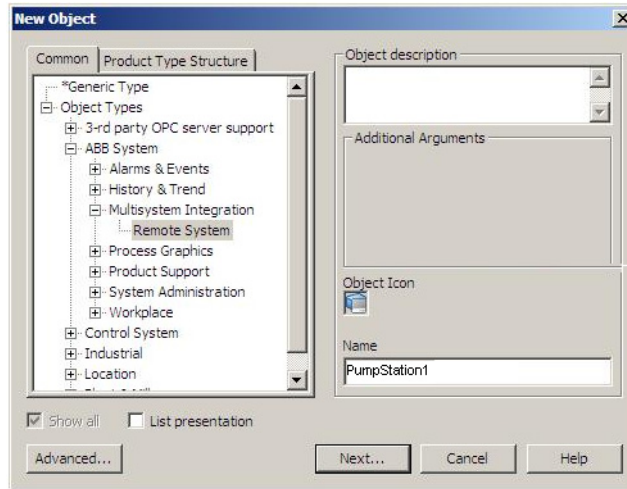 New Object
Common
Product Type Structure
*Generic Type
Object Types
3-rd party OPC server support
ABB System
Alarms & Events
History & Trend
Multisystem Integration
Remote System
Process Graphics
Product Support
System Administration
Workplace
Control System
Industrial
Location
Show all
List presentation
Object description
Additional Arguments
Object Icon
Name
PumpStation1
Advanced...
Next...
Cancel
Help